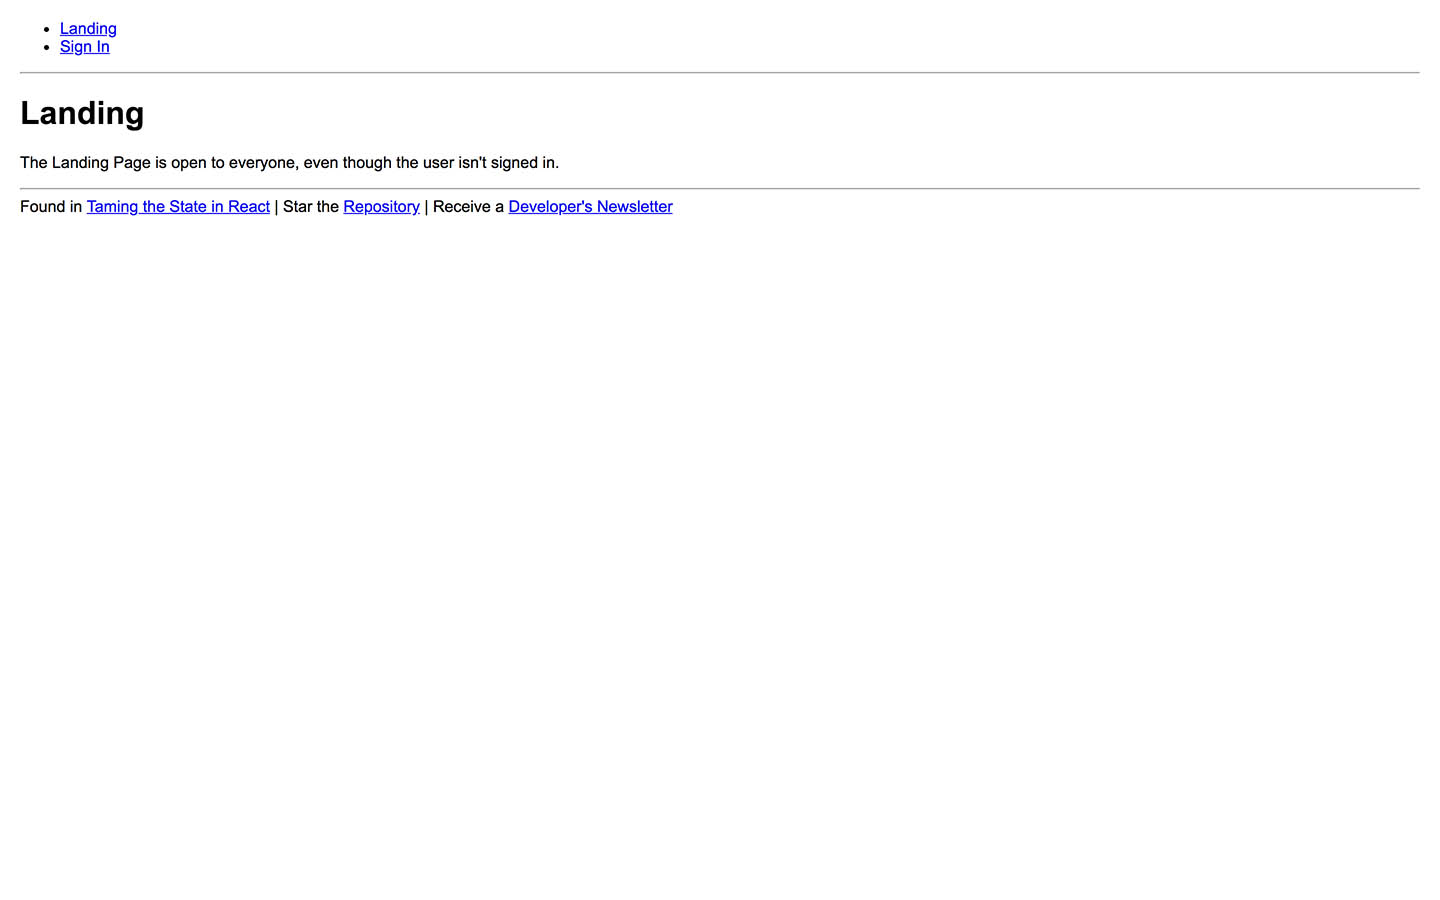 Landing
Sign In
Landing
The Landing Page is open to everyone, even though the user isn't signed in.
Found in Taming the State in React | Star the Repository | Receive a Developer's Newsletter